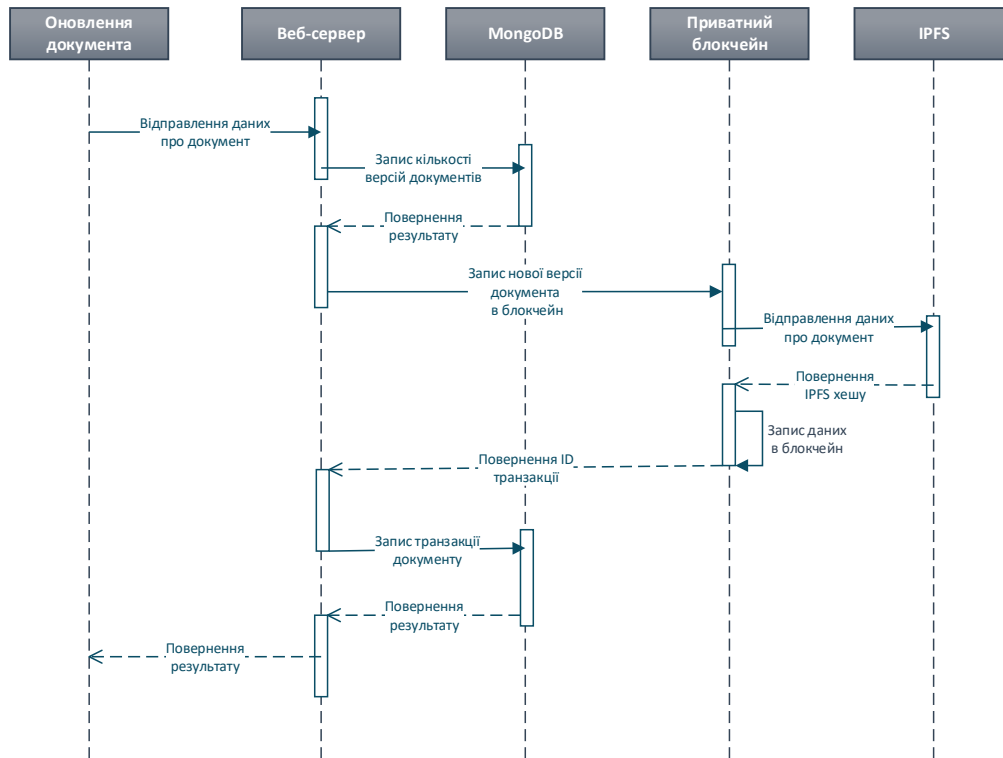 Оновлення
документа
Веб-сервер
MongoDB
Приватний
блокчейн
IPFS
Відправлення даних
про документ
Запис кількості
версій документів
Повернення
результату
Запис нової версії
документа
в блокчейн
Відправлення даних
про документ
Повернення
IPFS хешу
Запис даних
в блокчейн
Повернення ID
транзакції
Запис транзакції
документу
Повернення
результату
Повернення
результату